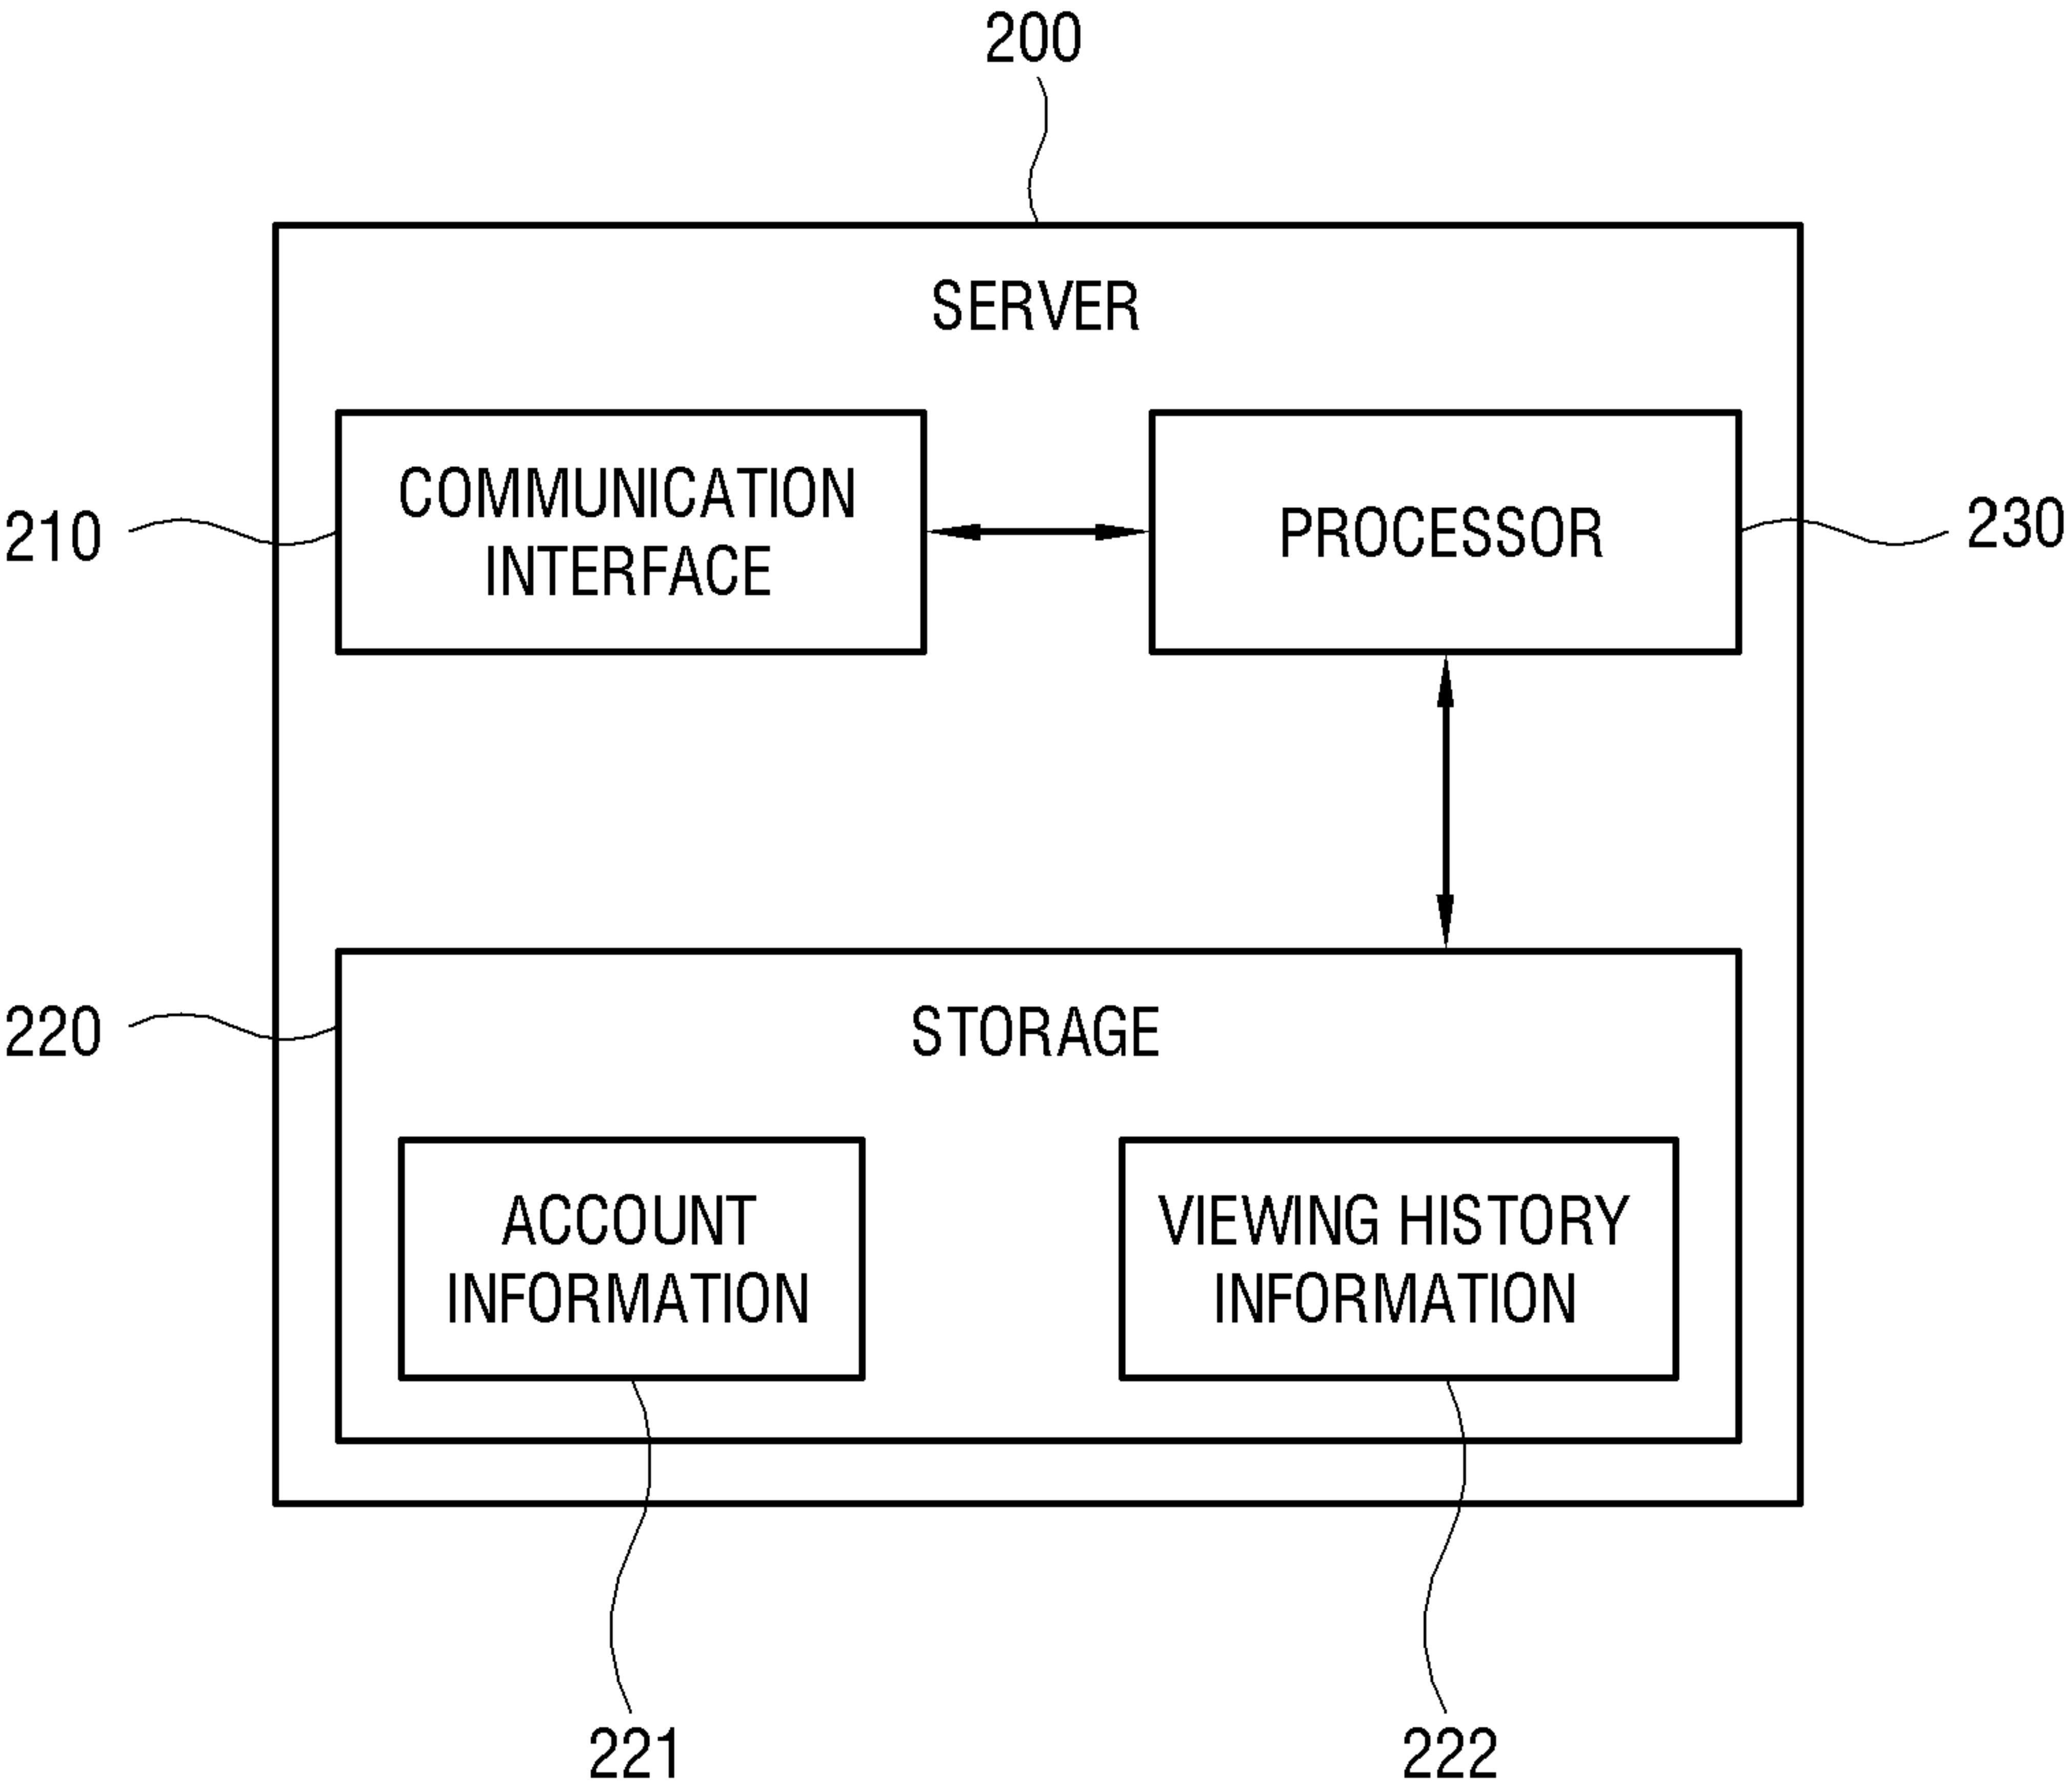 200
SERVER
COMMUNICATION
INTERFACE
210
PROCESSOR
230
220
STORAGE
ACCOUNT
INFORMATION
VIEWING HISTORY
INFORMATION
221
222